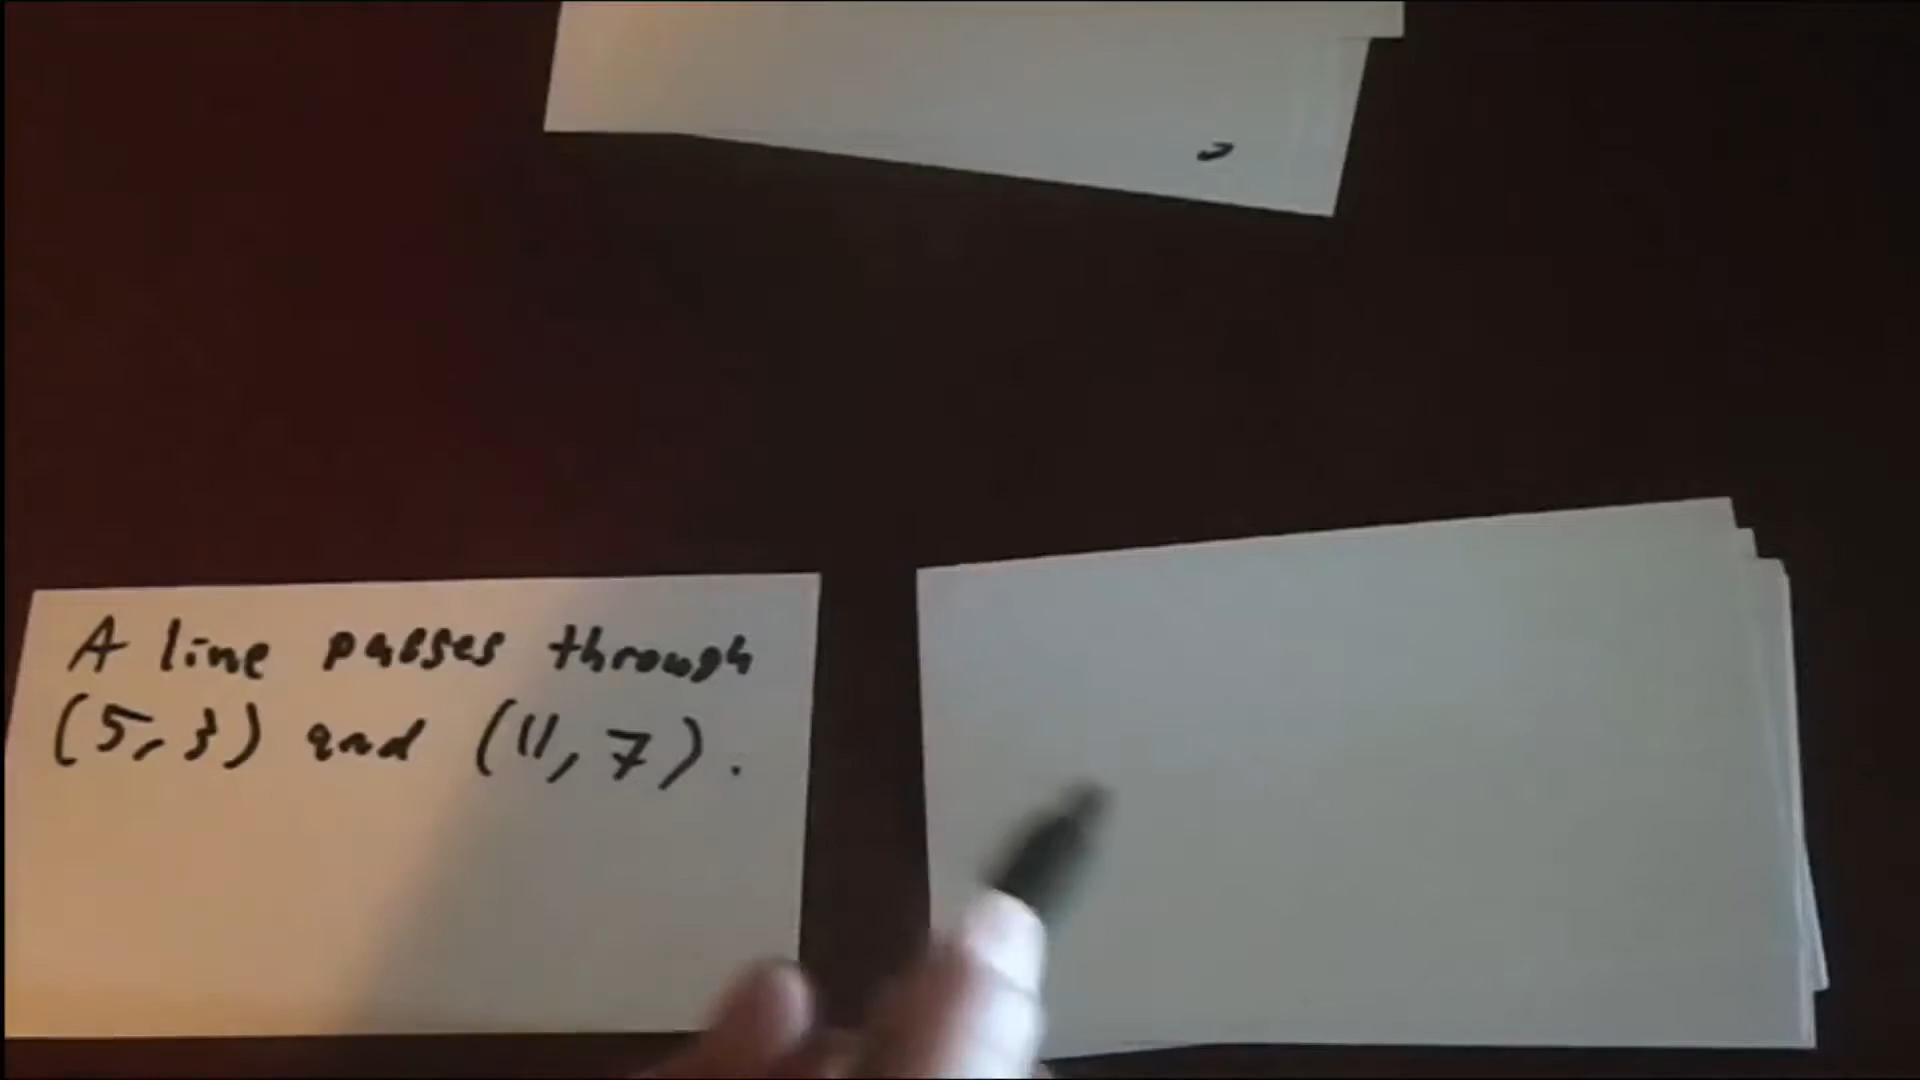 A line passes through
(5,3) and (11,7).